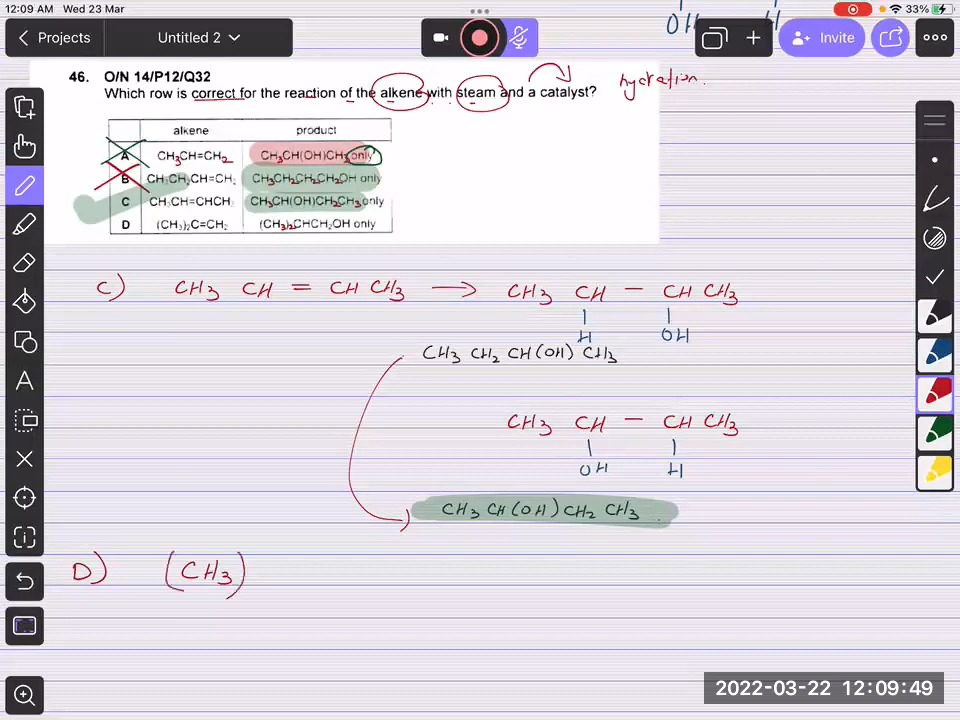 12:09 AM Wed 23 Mar
33%
Projects
Untitled 2
Invite
OH
H
46. O/N 14/P12/Q32
Which row is correct for the reaction of the alkene with steam and a catalyst?
hydration.
alkene product
A CH3CH=CH2 CH3CH(OH)CH3 only
B CH3CH2CH=CH2 CH3CH2CH2CH2OH only
C CH3CH=CHCH3 CH3CH(OH)CH2CH3 only
D (CH3)2C=CH2 (CH3)2CHCH2OH only
C) CH3 CH = CH CH3 → CH3 CH – CH CH3
H OH
CH3 CH2 CH(OH) CH3
CH3 CH – CH CH3
OH H
CH3 CH(OH) CH2 CH3
D) (CH3)
A
2022-03-22 12:09:49